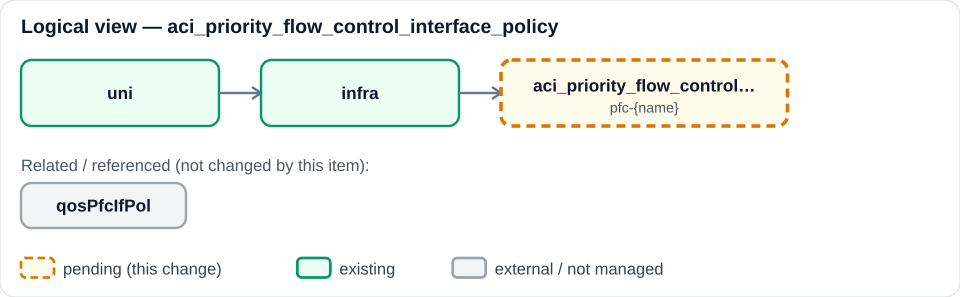 Logical view — aci_priority_flow_control_interface_policy
uni
infra
aci_priority_flow_control…
pfc-{name}
Related / referenced (not changed by this item):
qosPfcIfPol
pending (this change)
existing
external / not managed